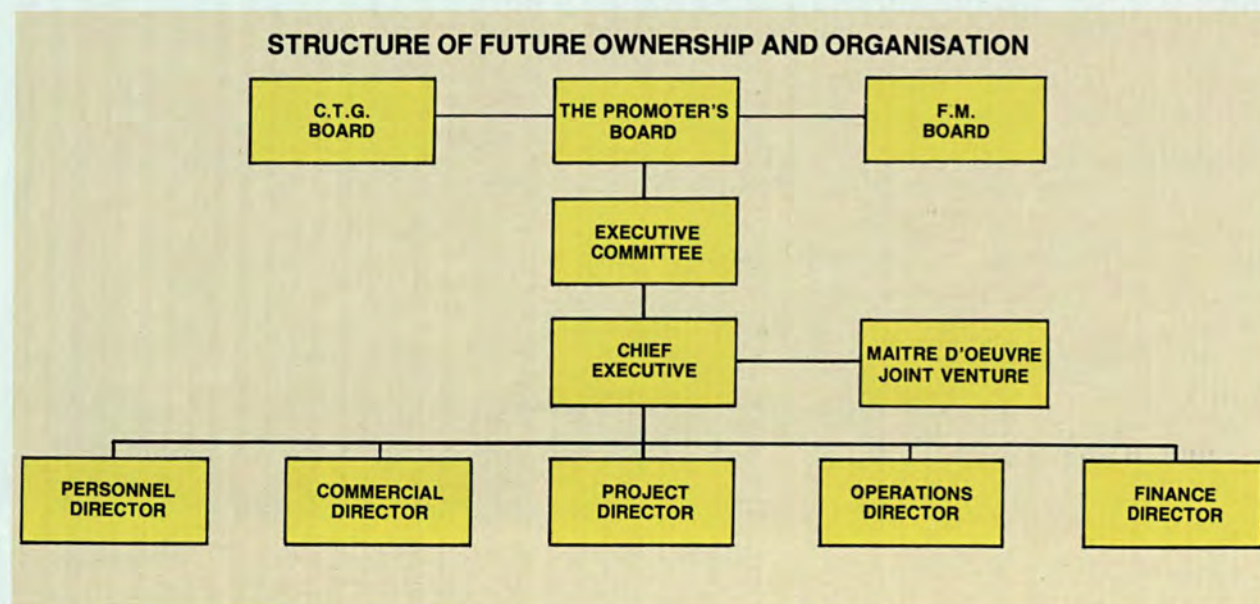 STRUCTURE OF FUTURE OWNERSHIP AND ORGANISATION
C.T.G.
BOARD
THE PROMOTER'S
BOARD
F.M.
BOARD
EXECUTIVE
COMMITTEE
CHIEF
EXECUTIVE
MAITRE D'OEUVRE
JOINT VENTURE
PERSONNEL
DIRECTOR
COMMERCIAL
DIRECTOR
PROJECT
DIRECTOR
OPERATIONS
DIRECTOR
FINANCE
DIRECTOR